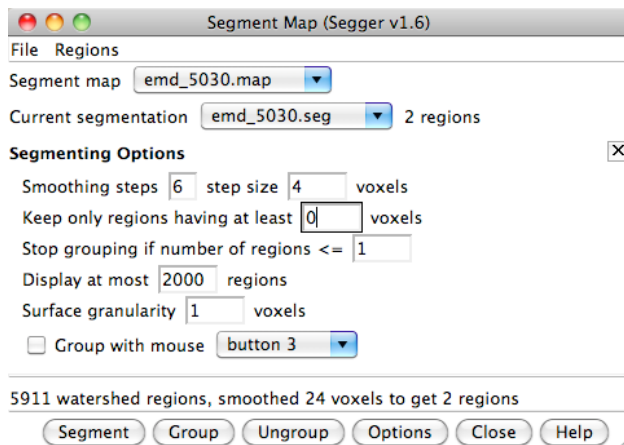 Segment Map (Segger v1.6)
File Regions
Segment map emd_5030.map
Current segmentation emd_5030.seg 2 regions
Segmenting Options
Smoothing steps 6 step size 4 voxels
Keep only regions having at least 0 voxels
Stop grouping if number of regions <= 1
Display at most 2000 regions
Surface granularity 1 voxels
Group with mouse button 3
5911 watershed regions, smoothed 24 voxels to get 2 regions
Segment Group Ungroup Options Close Help